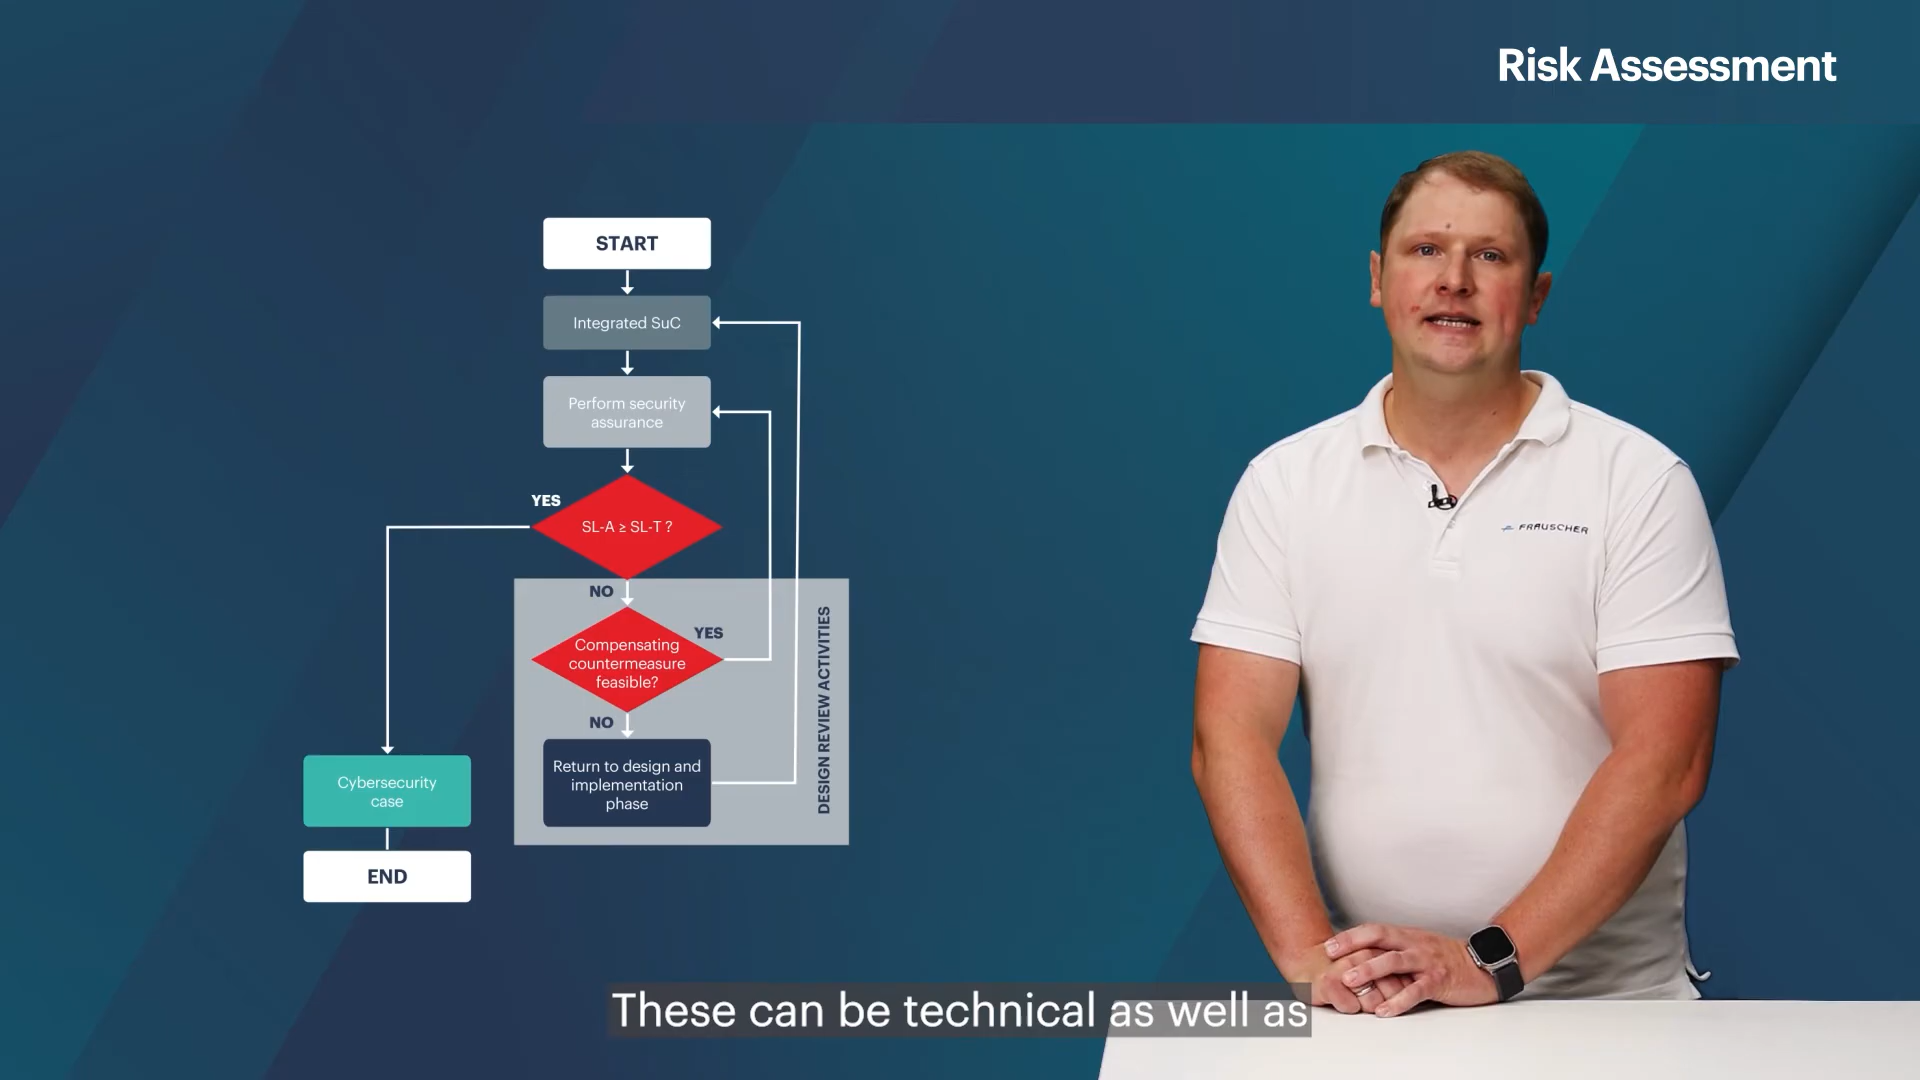 Risk Assessment
START
Integrated SuC
Perform security
assurance
YES
SL-A ≥ SL-T ?
NO
YES
Compensating
countermeasure
feasible?
NO
Return to design and
implementation
phase
DESIGN REVIEW ACTIVITIES
Cybersecurity
case
END
FRAUSCHER
These can be technical as well as